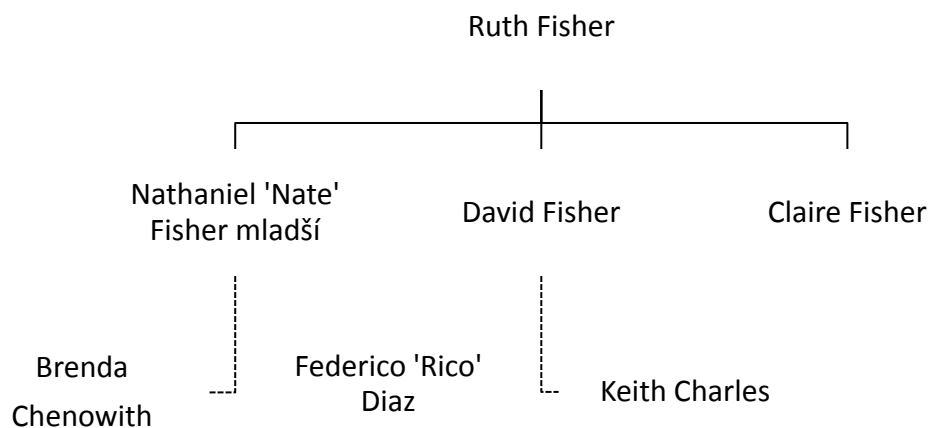 Ruth Fisher
Nathaniel 'Nate'
Fisher mladší
David Fisher
Claire Fisher
Brenda
Chenowith
Federico 'Rico'
Diaz
Keith Charles